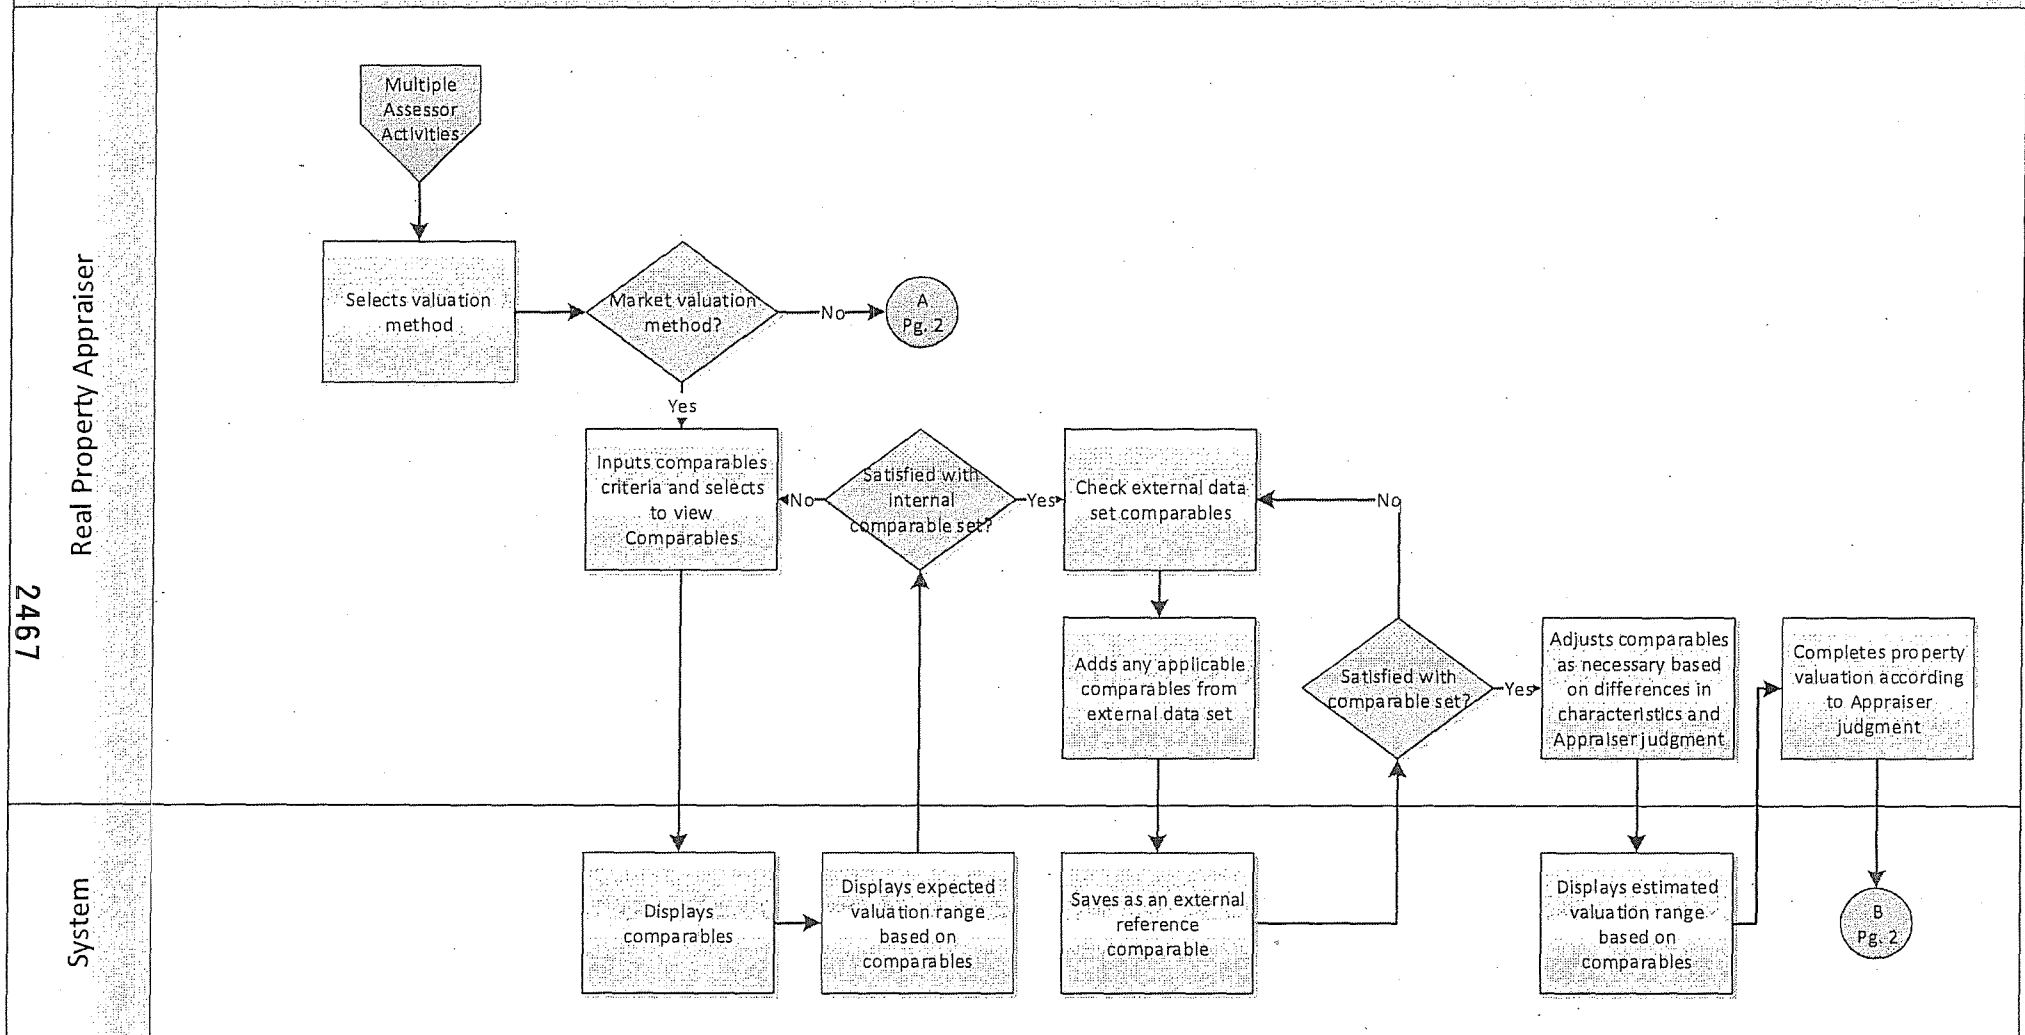 Multiple
Assessor
Activities
Real Property Appraiser
Selects valuation
method
Market valuation
method?
No
A
Pg. 2
Yes
Inputs comparables
criteria and selects
to view
Comparables
No
Satisfied with
internal
comparable set?
Yes
Check external data
set comparables
No
Adds any applicable
comparables from
external data set
Satisfied with
comparable set?
Yes
Adjusts comparables
as necessary based
on differences in
characteristics and
Appraiser judgment
Completes property
valuation according
to Appraiser
judgment
2467
System
Displays
comparables
Displays expected
valuation range
based on
comparables
Saves as an external
reference
comparable
Displays estimated
valuation range
based on
comparables
B
Pg. 2